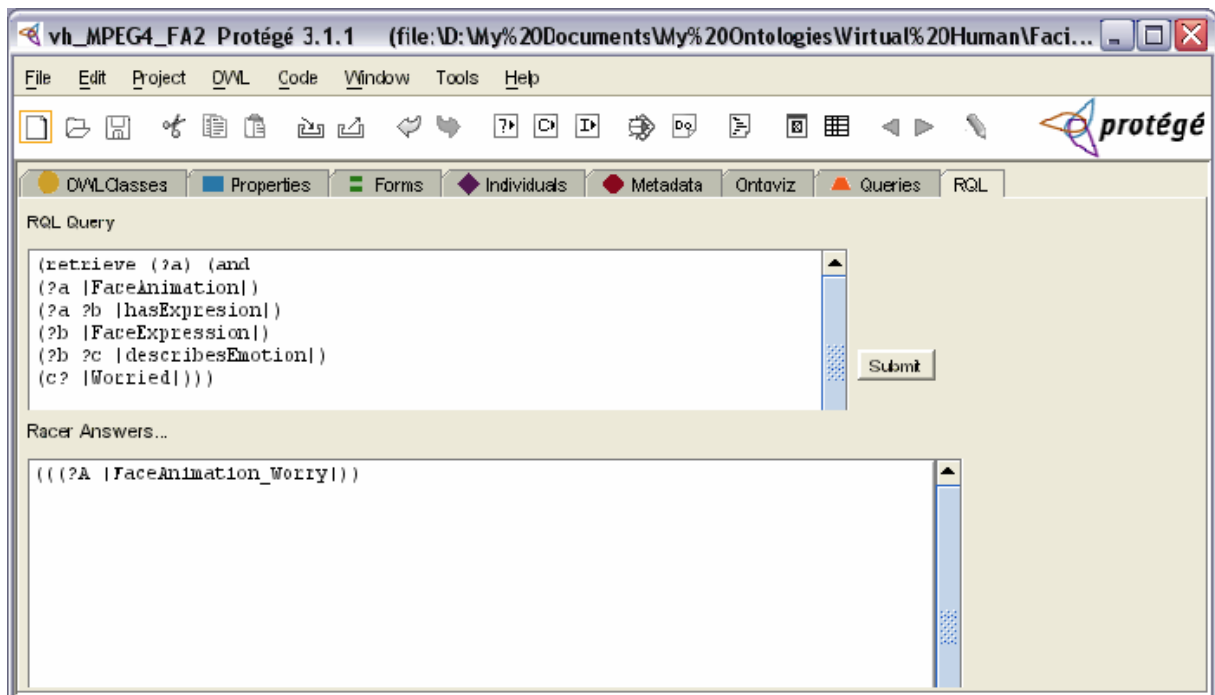 vh_MPEG4_FA2 Protégé 3.1.1 (file:\D:\My%20Documents\My%20Ontologies\Virtual%20Human\Faci...
File Edit Project OWL Code Window Tools Help
protégé
OWLClasses Properties Forms Individuals Metadata Ontoviz Queries RQL
RQL Query
(retrieve (?a) (and
(?a |FaceAnimation|)
(?a ?b |hasExpresion|)
(?b |FaceExpression|)
(?b ?c |describesEmotion|)
(c? |Worried|)))
Submit
Racer Answers...
(((?A |FaceAnimation_Worry|))